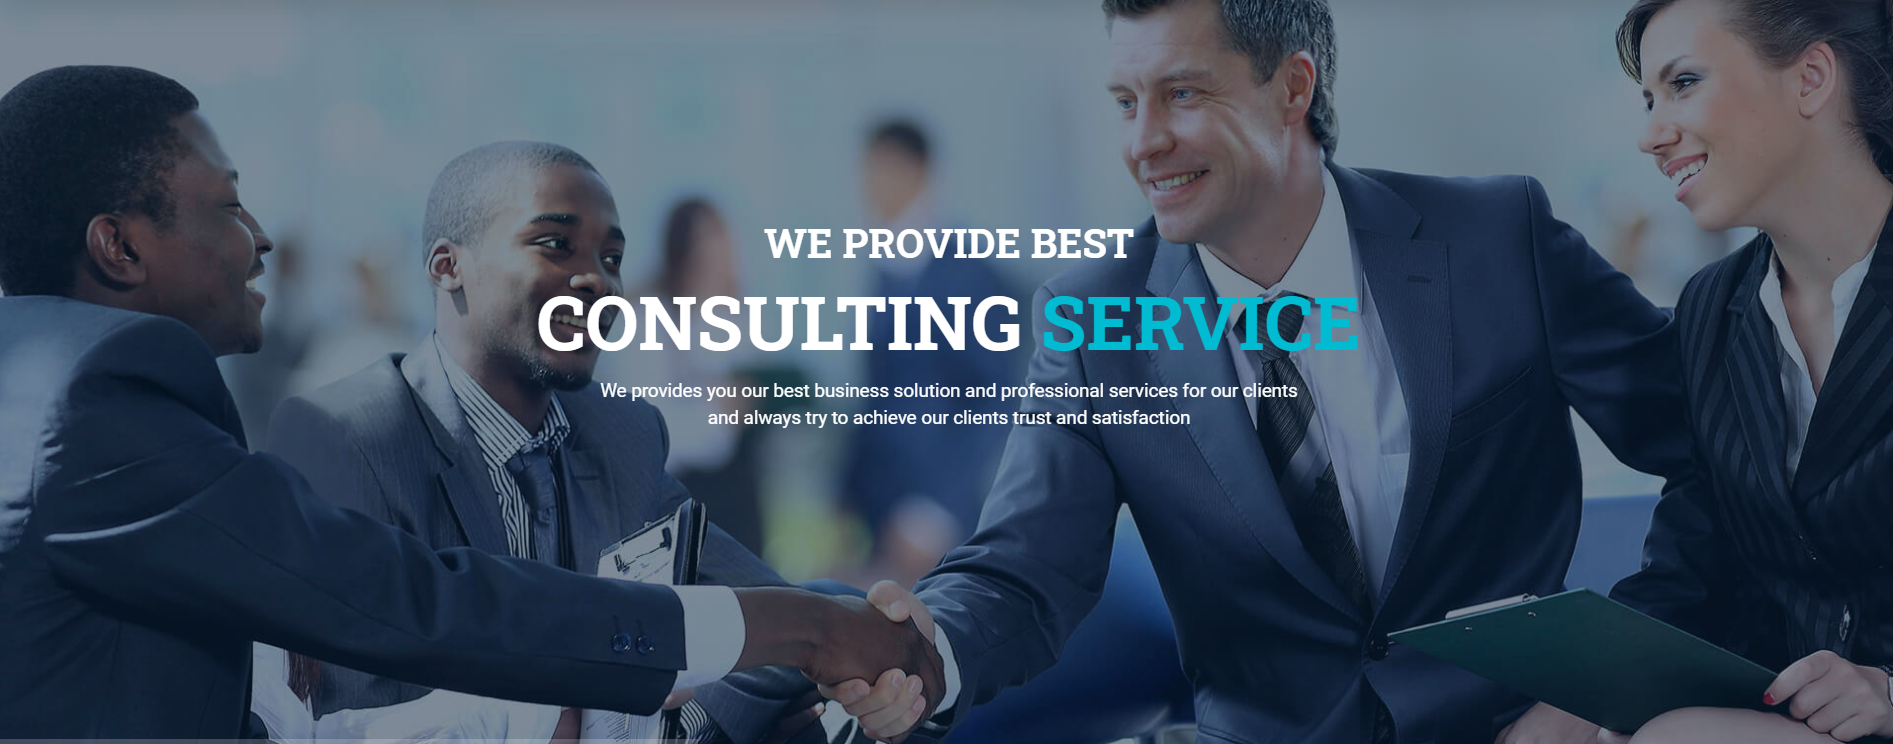 WE PROVIDE BEST
CONSULTING SERVICE
We provides you our best business solution and professional services for our clients
and always try to achieve our clients trust and satisfaction